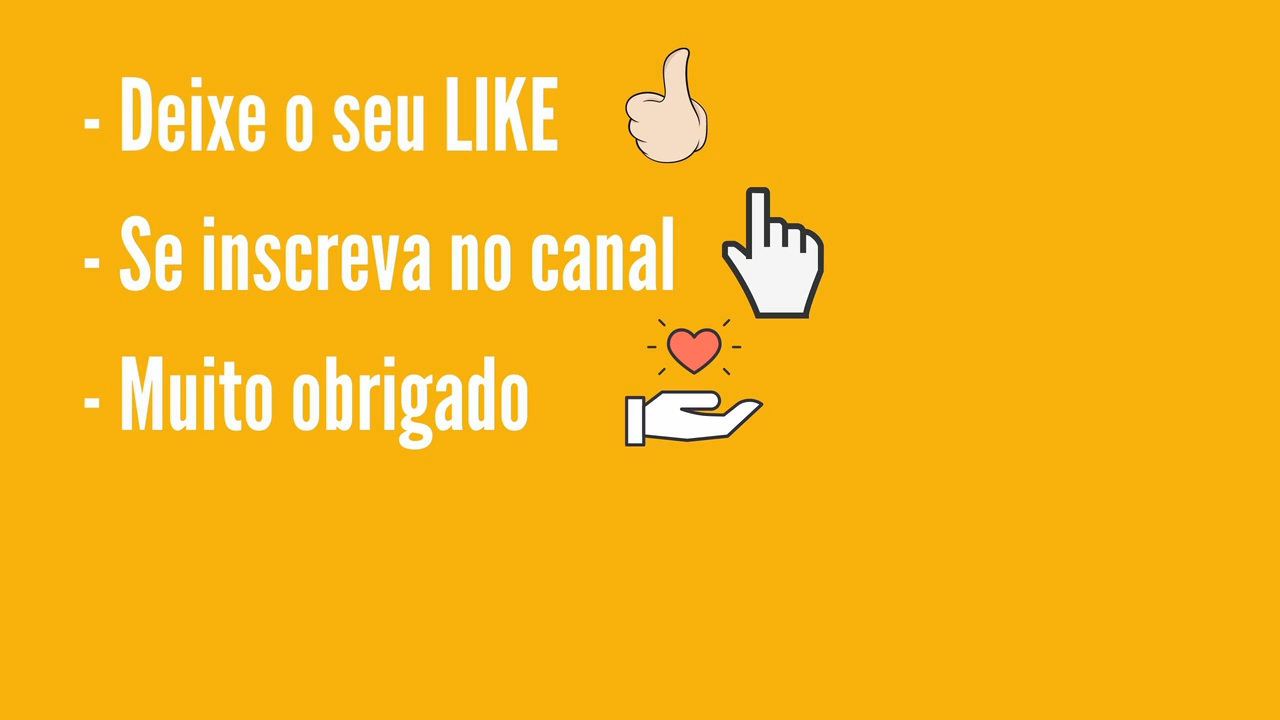 - Deixe o seu LIKE
- Se inscreva no canal
- Muito obrigado